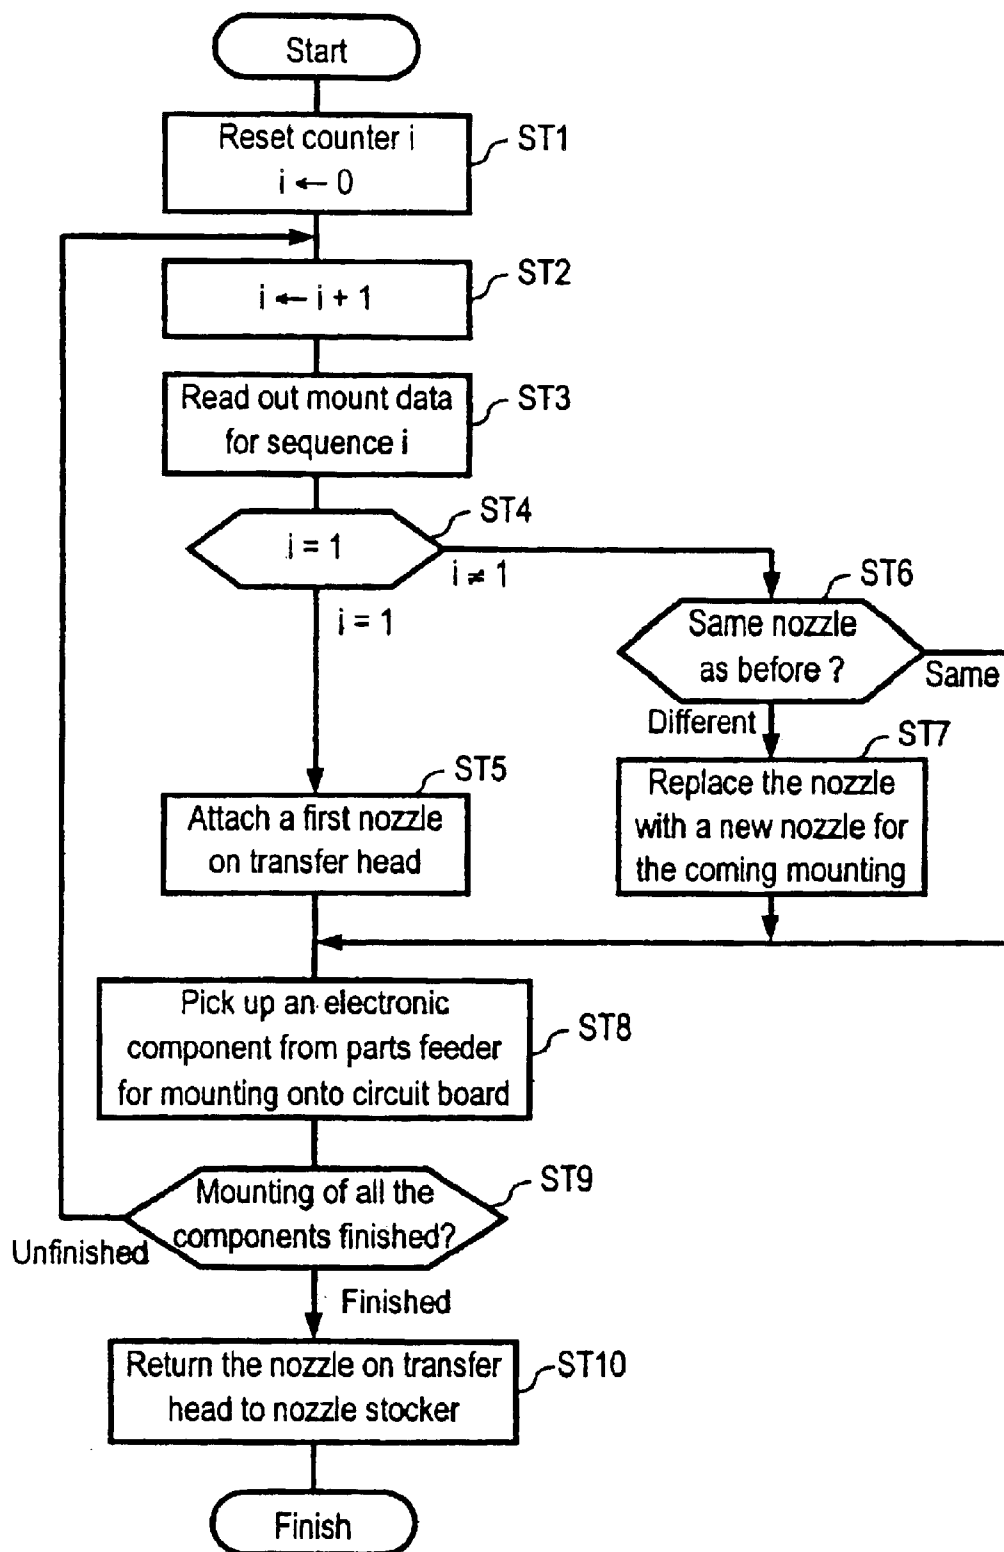 Start
Reset counter i
i ← 0
ST1
i ← i + 1
ST2
Read out mount data
for sequence i
ST3
i = 1
ST4
i ≠ 1
i = 1
Same nozzle
as before ?
ST6
Same
Different
ST7
Replace the nozzle
with a new nozzle for
the coming mounting
ST5
Attach a first nozzle
on transfer head
Pick up an electronic
component from parts feeder
for mounting onto circuit board
ST8
Mounting of all the
components finished?
ST9
Unfinished
Finished
Return the nozzle on transfer
head to nozzle stocker
ST10
Finish